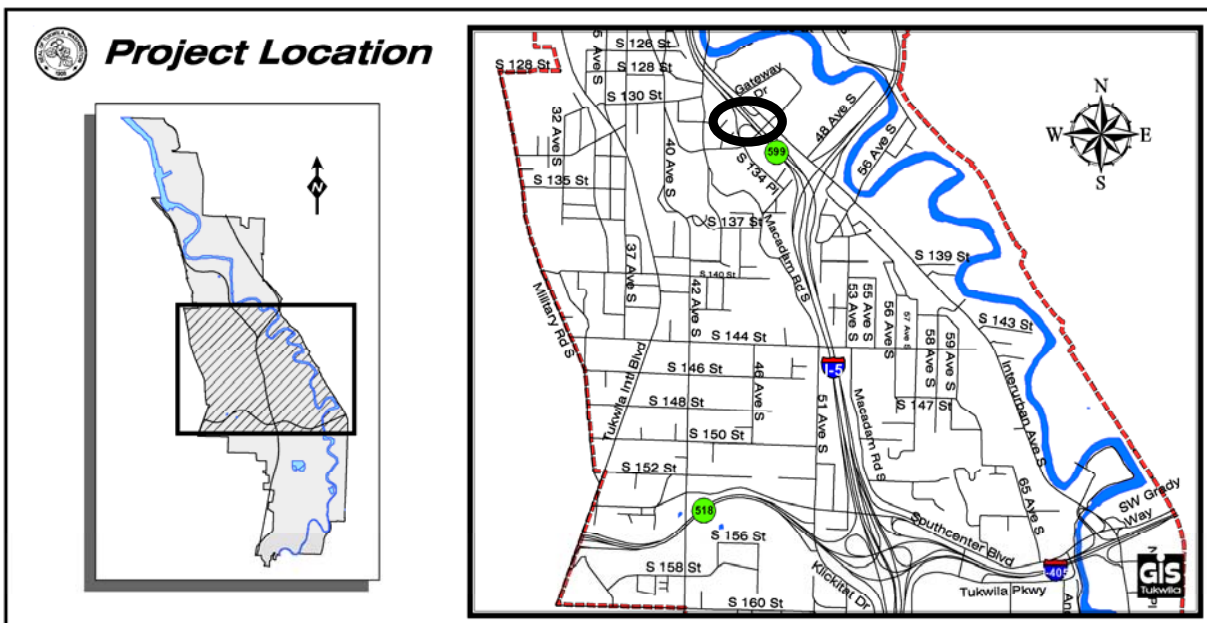 Project Location
N
N
W
E
S
S 126 St
S 128 St
S 128 St
S 130 St
Gateway Dr
32 Ave S
40 Ave S
48 Ave S
56 Ave S
599
S 134 Pl
S 135 St
S 137 St
Macadam Rd S
S 139 St
37 Ave S
S 140 St
42 Ave S
Military Rd S
53 Ave S
55 Ave S
56 Ave S
57 Ave S
58 Ave S
59 Ave S
S 143 St
S 144 St
I-5
Interurban Ave S
S 146 St
46 Ave S
Tukwila Intl Blvd
S 147 St
S 148 St
51 Ave S
Macadam Rd S
S 150 St
S 152 St
65 Ave S
SW Grady Way
518
Southcenter Blvd
S 156 St
S 158 St
Klickitat Dr
I-405
Tukwila Pkwy
S 160 St
GIS
Tukwila